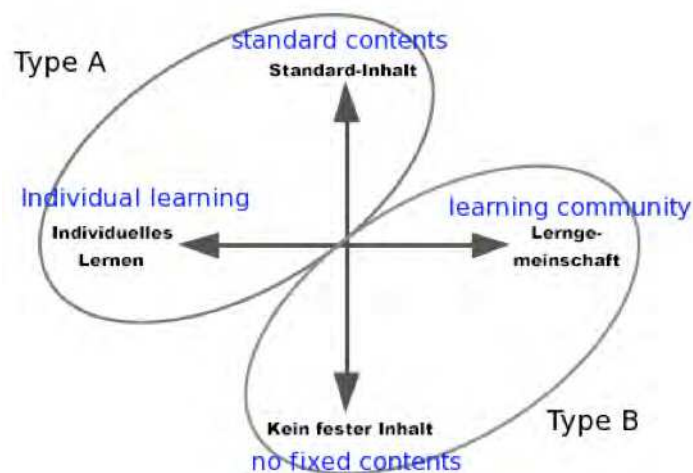 standard contents
Type A
Standard-Inhalt
Individual learning
learning community
Individuelles
Lernen
Lernge-
meinschaft
Kein fester Inhalt
Type B
no fixed contents